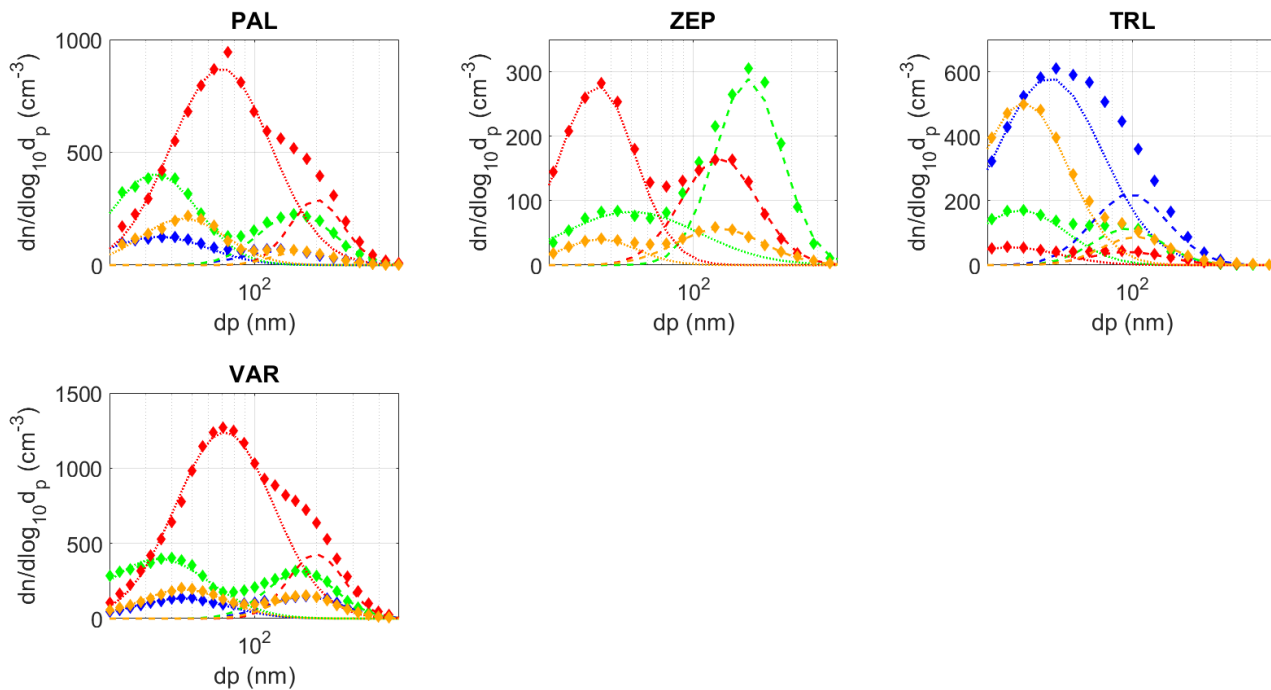 PAL
dn/dlog10dp (cm-3)
1000
500
0
10^2
dp (nm)
ZEP
dn/dlog10dp (cm-3)
300
200
100
0
10^2
dp (nm)
TRL
dn/dlog10dp (cm-3)
600
400
200
0
10^2
dp (nm)
VAR
dn/dlog10dp (cm-3)
1500
1000
500
0
10^2
dp (nm)